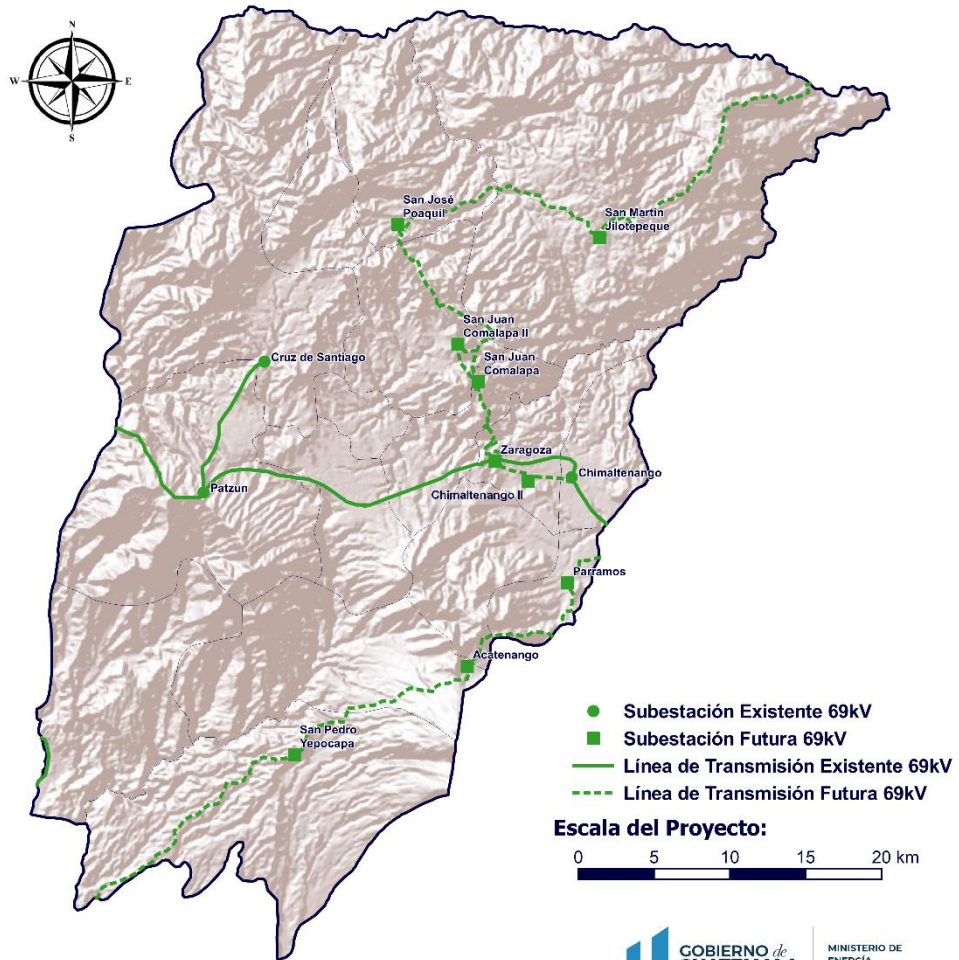 N
W
E
S
San José
Poaquil
San Martín
Jilotepeque
San Juan
Comalapa II
San Juan
Comalapa
Cruz de Santiago
Zaragoza
Chimaltenango
Patzun
Chimaltenango II
Parramos
Acatenango
San Pedro
Yepocapa
Subestación Existente 69kV
Subestación Futura 69kV
Línea de Transmisión Existente 69kV
Línea de Transmisión Futura 69kV
Escala del Proyecto:
0 5 10 15 20 km
GOBIERNO de
MINISTERIO DE